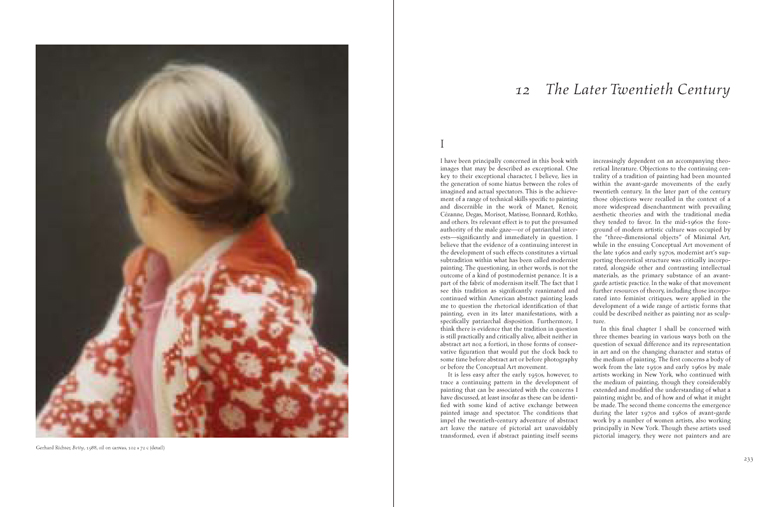 Gerhard Richter, Betty, 1988, oil on canvas, 102 x 72 c (detail)
12 The Later Twentieth Century
I
I have been principally concerned in this book with
images that may be described as exceptional. One
key to their exceptional character, I believe, lies in
the generation of some hiatus between the roles of
imagined and actual spectators. This is the achieve-
ment of a range of technical skills specific to painting
and discernible in the work of Manet, Renoir,
Cézanne, Degas, Morisot, Matisse, Bonnard, Rothko,
and others. Its relevant effect is to put the presumed
authority of the male gaze—or of patriarchal inter-
ests—significantly and immediately in question. I
believe that the evidence of a continuing interest in
the development of such effects constitutes a virtual
subtradition within what has been called modernist
painting. The questioning, in other words, is not the
outcome of a kind of postmodernist penance. It is a
part of the fabric of modernism itself. The fact that I
see this tradition as significantly reanimated and
continued within American abstract painting leads
me to question the rhetorical identification of that
painting, even in its later manifestations, with a
specifically patriarchal disposition. Furthermore, I
think there is evidence that the tradition in question
is still practically and critically alive, albeit neither in
abstract art nor, a fortiori, in those forms of conser-
vative figuration that would put the clock back to
some time before abstract art or before photography
or before the Conceptual Art movement.
It is less easy after the early 1950s, however, to
trace a continuing pattern in the development of
painting that can be associated with the concerns I
have discussed, at least insofar as these can be identi-
fied with some kind of active exchange between
painted image and spectator. The conditions that
impel the twentieth-century adventure of abstract
art leave the nature of pictorial art unavoidably
transformed, even if abstract painting itself seems
increasingly dependent on an accompanying theo-
retical literature. Objections to the continuing cen-
trality of a tradition of painting had been mounted
within the avant-garde movements of the early
twentieth century. In the later part of the century
those objections were recalled in the context of a
more widespread disenchantment with prevailing
aesthetic theories and with the traditional media
they tended to favor. In the mid-1960s the fore-
ground of modern artistic culture was occupied by
the "three-dimensional objects" of Minimal Art,
while in the ensuing Conceptual Art movement of
the late 1960s and early 1970s, modernist art's sup-
porting theoretical structure was critically incorpo-
rated, alongside other and contrasting intellectual
materials, as the primary substance of an avant-
garde artistic practice. In the wake of that movement
further resources of theory, including those incorpo-
rated into feminist critiques, were applied in the
development of a wide range of artistic forms that
could be described neither as painting nor as sculp-
ture.
In this final chapter I shall be concerned with
three themes bearing in various ways both on the
question of sexual difference and its representation
in art and on the changing character and status of
the medium of painting. The first concerns a body of
work from the late 1950s and early 1960s by male
artists working in New York, who continued with
the medium of painting, though they considerably
extended and modified the understanding of what a
painting might be, and of how and of what it might
be made. The second theme concerns the emergence
during the later 1970s and 1980s of avant-garde
work by a number of women artists, also working
principally in New York. Though these artists used
pictorial imagery, they were not painters and are
233